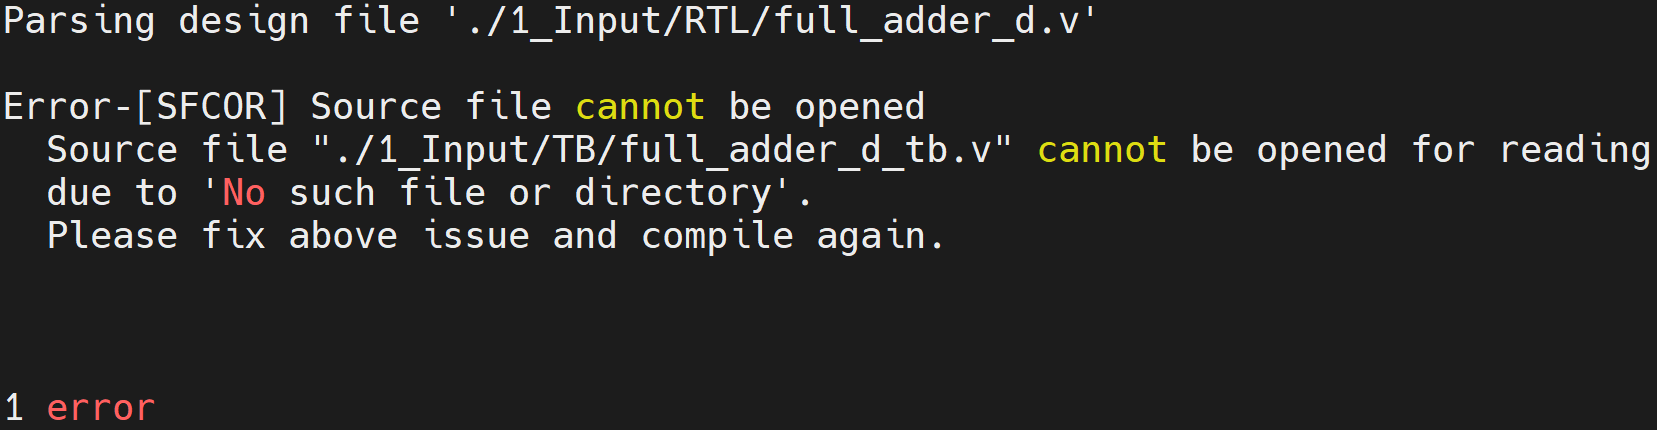 Parsing design file './1_Input/RTL/full_adder_d.v'
Error-[SFCOR] Source file cannot be opened
Source file "./1_Input/TB/full_adder_d_tb.v" cannot be opened for reading
due to 'No such file or directory'.
Please fix above issue and compile again.
1 error